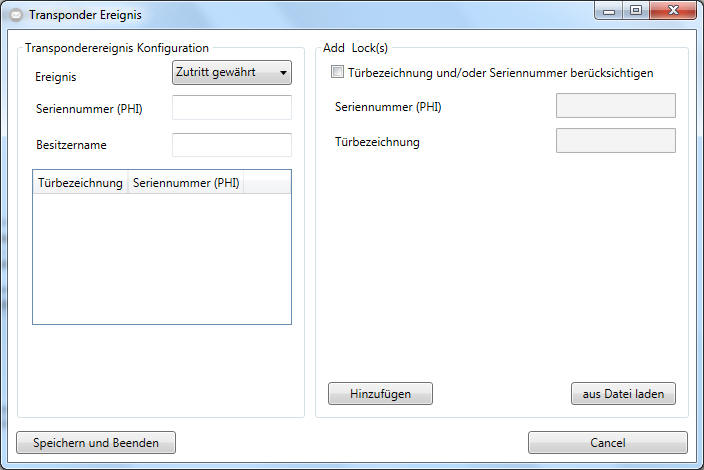 Transponder Ereignis
Transponderereignis Konfiguration
Ereignis
Zutritt gewährt
Seriennummer (PHI)
Besitzername
Türbezeichnung Seriennummer (PHI)
Add Lock(s)
Türbezeichnung und/oder Seriennummer berücksichtigen
Seriennummer (PHI)
Türbezeichnung
Hinzufügen
aus Datei laden
Speichern und Beenden
Cancel